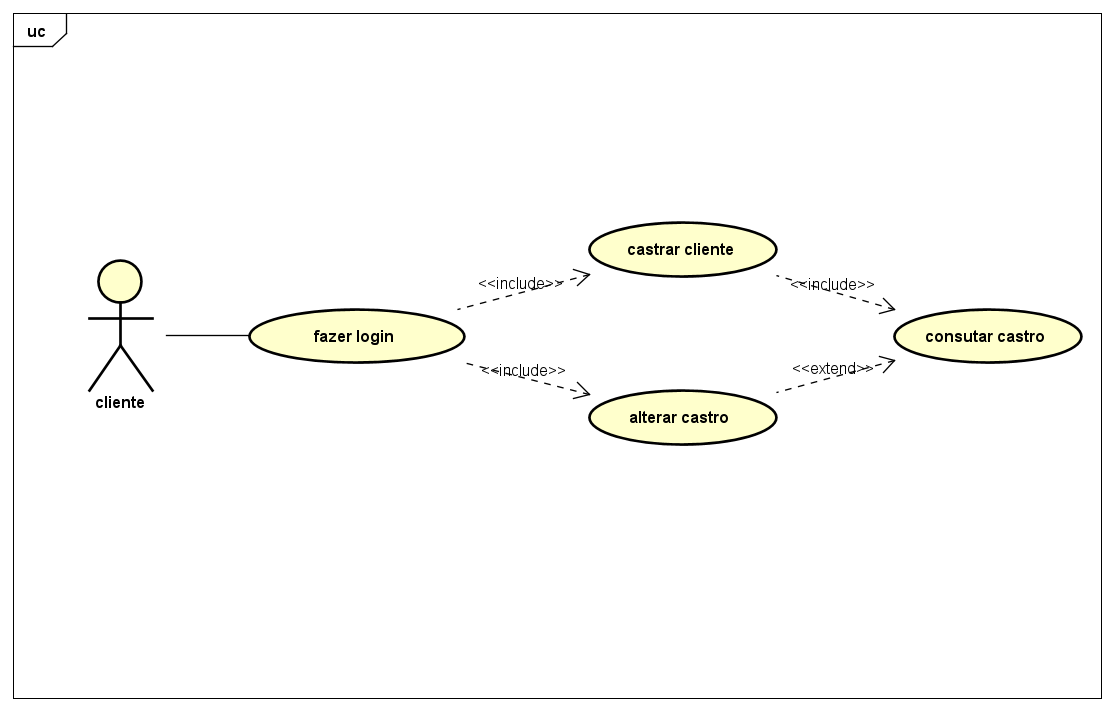 uc
castrar cliente
<<include>>
<<include>>
fazer login
consutar castro
<<include>>
<<extend>>
cliente
alterar castro